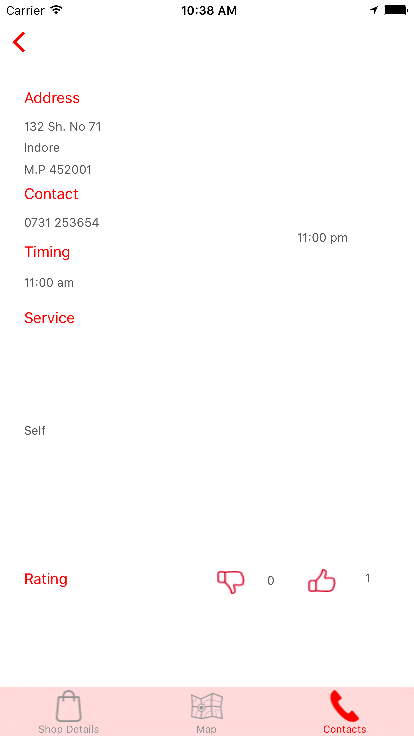 Carrier 10:38 AM
Address
132 Sh. No 71
Indore
M.P 452001
Contact
0731 253654
11:00 pm
Timing
11:00 am
Service
Self
Rating 0 1
Shop Details Map Contacts